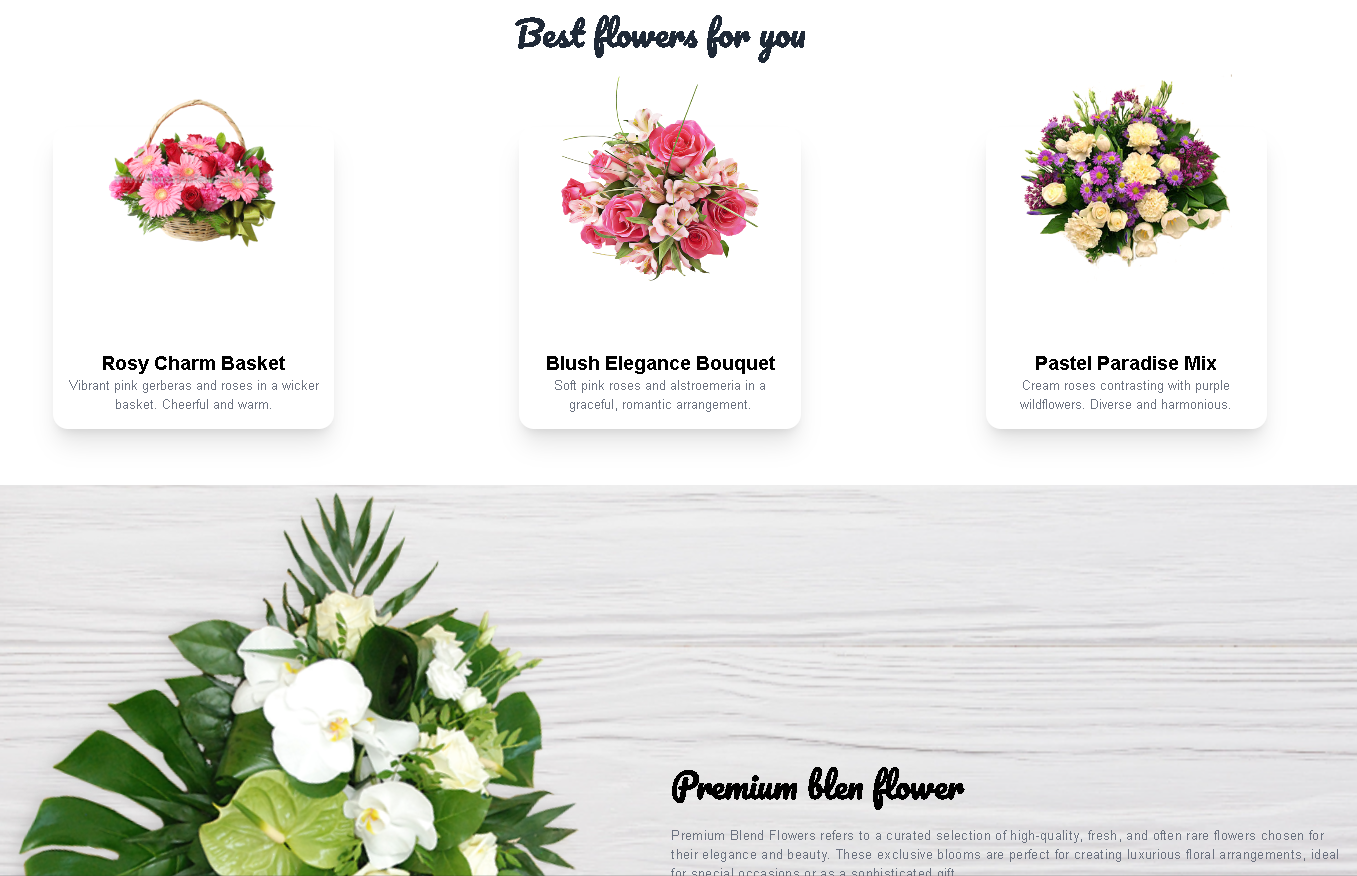 Best flowers for you
Rosy Charm Basket
Vibrant pink gerberas and roses in a wicker
basket. Cheerful and warm.
Blush Elegance Bouquet
Soft pink roses and alstroemeria in a
graceful, romantic arrangement.
Pastel Paradise Mix
Cream roses contrasting with purple
wildflowers. Diverse and harmonious.
Premium blen flower
Premium Blend Flowers refers to a curated selection of high-quality, fresh, and often rare flowers chosen for
their elegance and beauty. These exclusive blooms are perfect for creating luxurious floral arrangements, ideal
for special occasions or as a sophisticated gift.